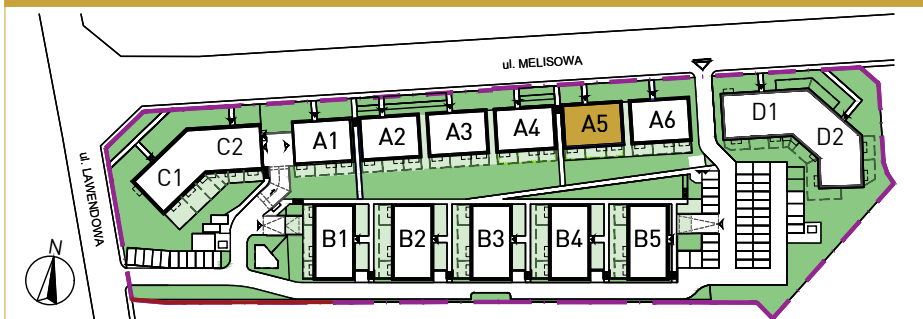 ul. MELISOWA
ul. LAWENDOWA
C1
C2
A1
A2
A3
A4
A5
A6
D1
D2
B1
B2
B3
B4
B5
N